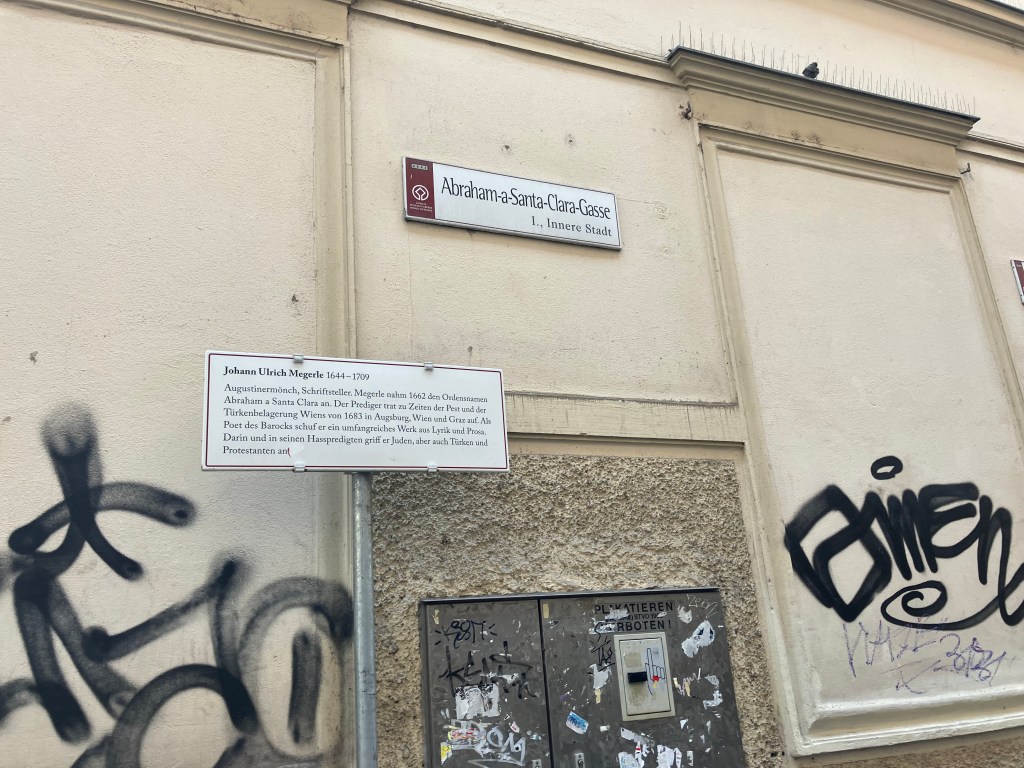 Abraham-a-Santa-Clara-Gasse
I., Innere Stadt
Johann Ulrich Megerle 1644–1709
Augustinermönch, Schriftsteller. Megerle nahm 1662 den Ordensnamen
Abraham a Santa Clara an. Der Prediger trat zu Zeiten der Pest und der
Türkenbelagerung Wiens von 1683 in Augsburg, Wien und Graz auf. Als
Poet des Barocks schuf er ein umfangreiches Werk aus Lyrik und Prosa.
Darin und in seinen Hasspredigten griff er Juden, aber auch Türken und
Protestanten an
PLAKATIEREN